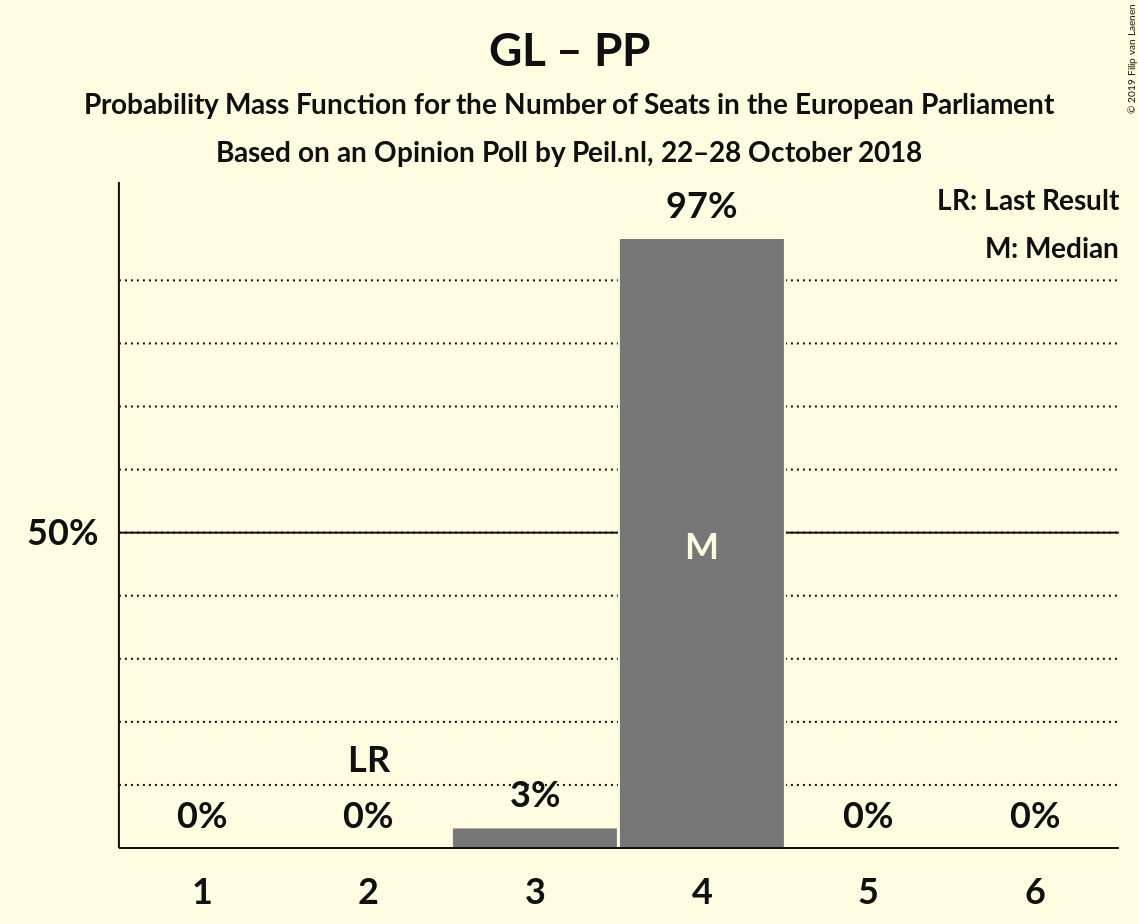 GL – PP
Probability Mass Function for the Number of Seats in the European Parliament
Based on an Opinion Poll by Peil.nl, 22–28 October 2018
© 2019 Filip van Laenen
LR: Last Result
M: Median
97%
50%
M
LR
0%
0%
3%
0%
0%
1
2
3
4
5
6